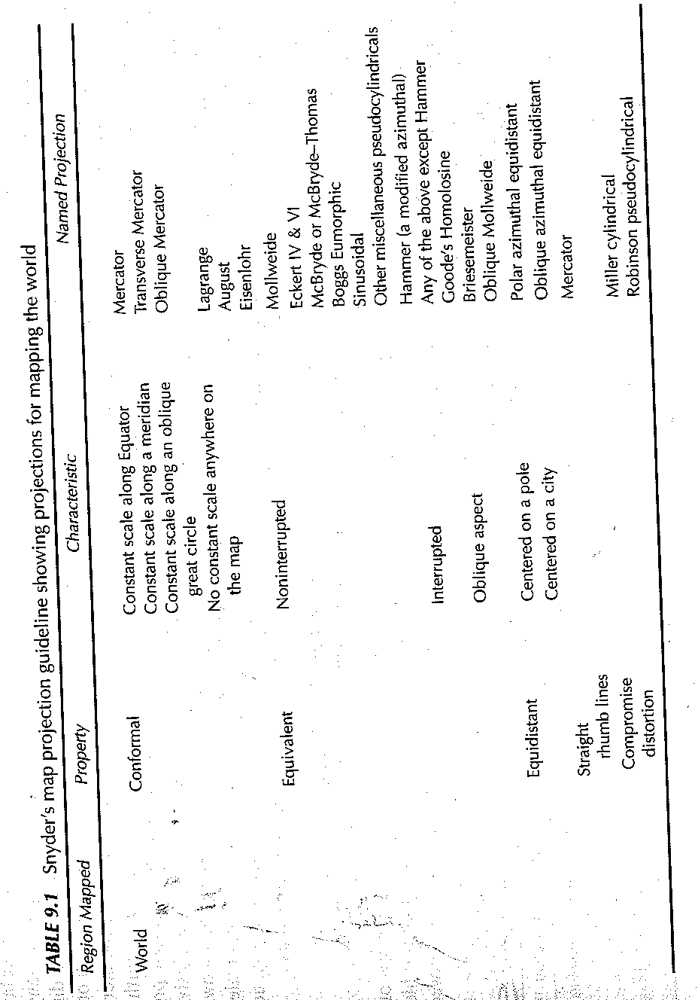 TABLE 9.1 Snyder's map projection guideline showing projections for mapping the world
Region Mapped Property Characteristic Named Projection
World Conformal Constant scale along Equator Mercator
Constant scale along a meridian Transverse Mercator
Constant scale along an oblique Oblique Mercator
great circle
No constant scale anywhere on Lagrange
the map August
Eisenlohr
Equivalent Noninterrupted Mollweide
Eckert IV & VI
McBryde or McBryde–Thomas
Boggs Eumorphic
Sinusoidal
Other miscellaneous pseudocylindricals
Hammer (a modified azimuthal)
Interrupted Any of the above except Hammer
Goode's Homolosine
Oblique aspect Briesemeister
Oblique Mollweide
Equidistant Centered on a pole Polar azimuthal equidistant
Centered on a city Oblique azimuthal equidistant
Straight Mercator
rhumb lines
Compromise Miller cylindrical
distortion Robinson pseudocylindrical